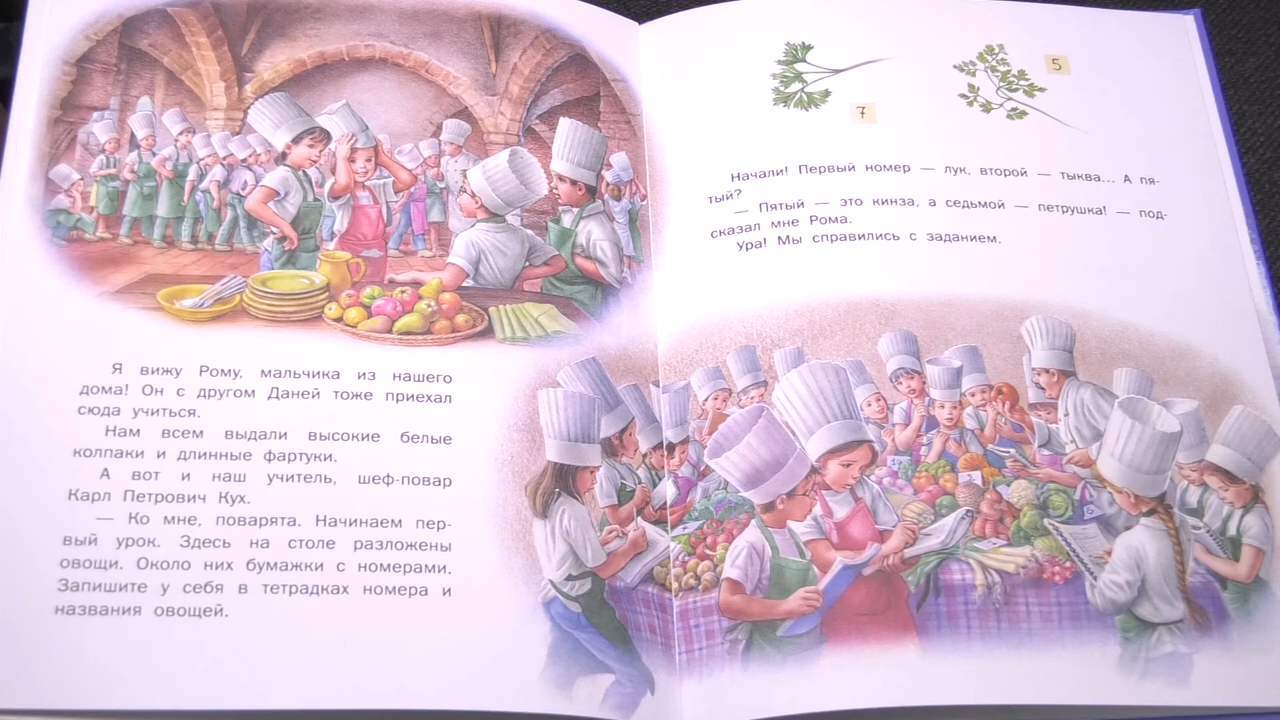 Я вижу Рому, мальчика из нашего
дома! Он с другом Даней тоже приехал
сюда учиться.
Нам всем выдали высокие белые
колпаки и длинные фартуки.
А вот и наш учитель, шеф-повар
Карл Петрович Кух.
— Ко мне, поварята. Начинаем пер-
вый урок. Здесь на столе разложены
овощи. Около них бумажки с номерами.
Запишите у себя в тетрадках номера и
названия овощей.
7
5
Начали! Первый номер — лук, второй — тыква... А пя-
тый?
— Пятый — это кинза, а седьмой — петрушка! — под-
сказал мне Рома.
Ура! Мы справились с заданием.